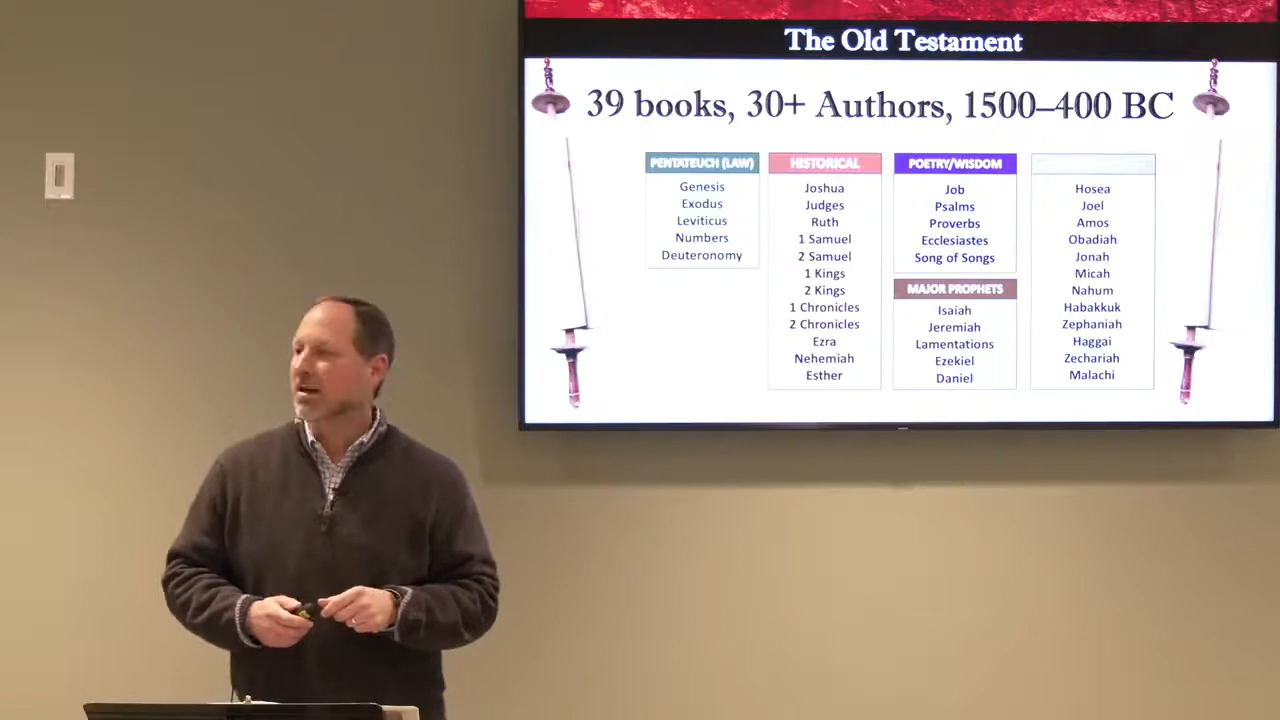 The Old Testament
39 books, 30+ Authors, 1500–400 BC
PENTATEUCH (LAW)
Genesis
Exodus
Leviticus
Numbers
Deuteronomy
HISTORICAL
Joshua
Judges
Ruth
1 Samuel
2 Samuel
1 Kings
2 Kings
1 Chronicles
2 Chronicles
Ezra
Nehemiah
Esther
POETRY/WISDOM
Job
Psalms
Proverbs
Ecclesiastes
Song of Songs
MAJOR PROPHETS
Isaiah
Jeremiah
Lamentations
Ezekiel
Daniel
Hosea
Joel
Amos
Obadiah
Jonah
Micah
Nahum
Habakkuk
Zephaniah
Haggai
Zechariah
Malachi